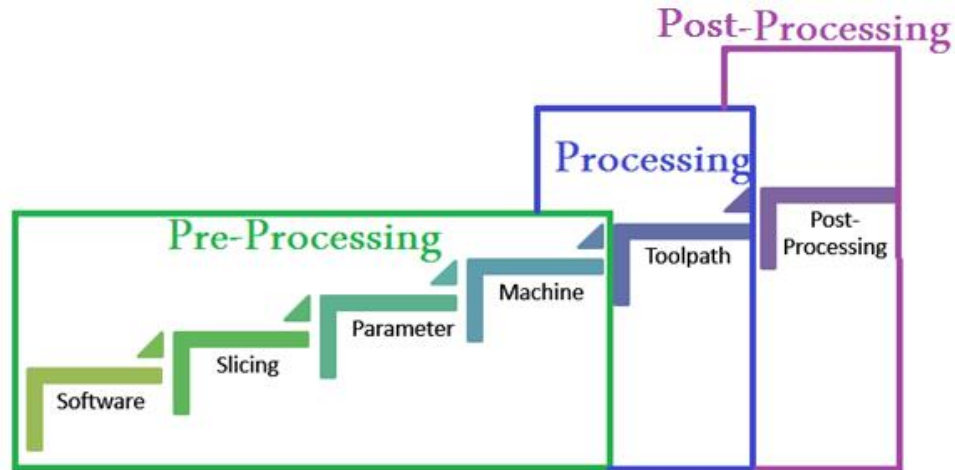 Post-Processing
Processing
Pre-Processing
Software
Slicing
Parameter
Machine
Toolpath
Post-
Processing